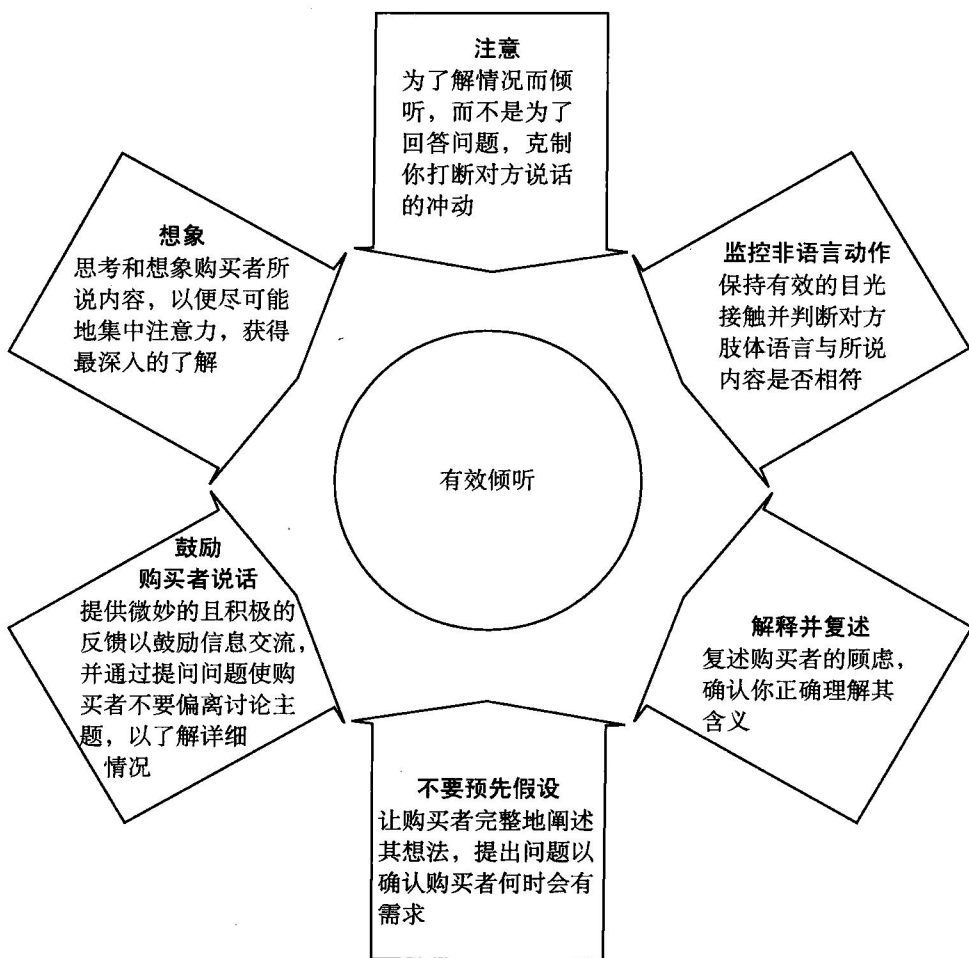 注意
为了解情况而倾
听，而不是为了
回答问题，克制
你打断对方说话
的冲动
想象
思考和想象购买者所
说内容，以便尽可能
地集中注意力，获得
最深入的了解
监控非语言动作
保持有效的目光
接触并判断对方
肢体语言与所说
内容是否相符
有效倾听
鼓励
购买者说话
提供微妙的且积极的
反馈以鼓励信息交流，
并通过提问问题使购
买者不要偏离讨论主
题，以了解详细
情况
解释并复述
复述购买者的顾虑，
确认你正确理解其
含义
不要预先假设
让购买者完整地阐述
其想法，提出问题以
确认购买者何时会有
需求